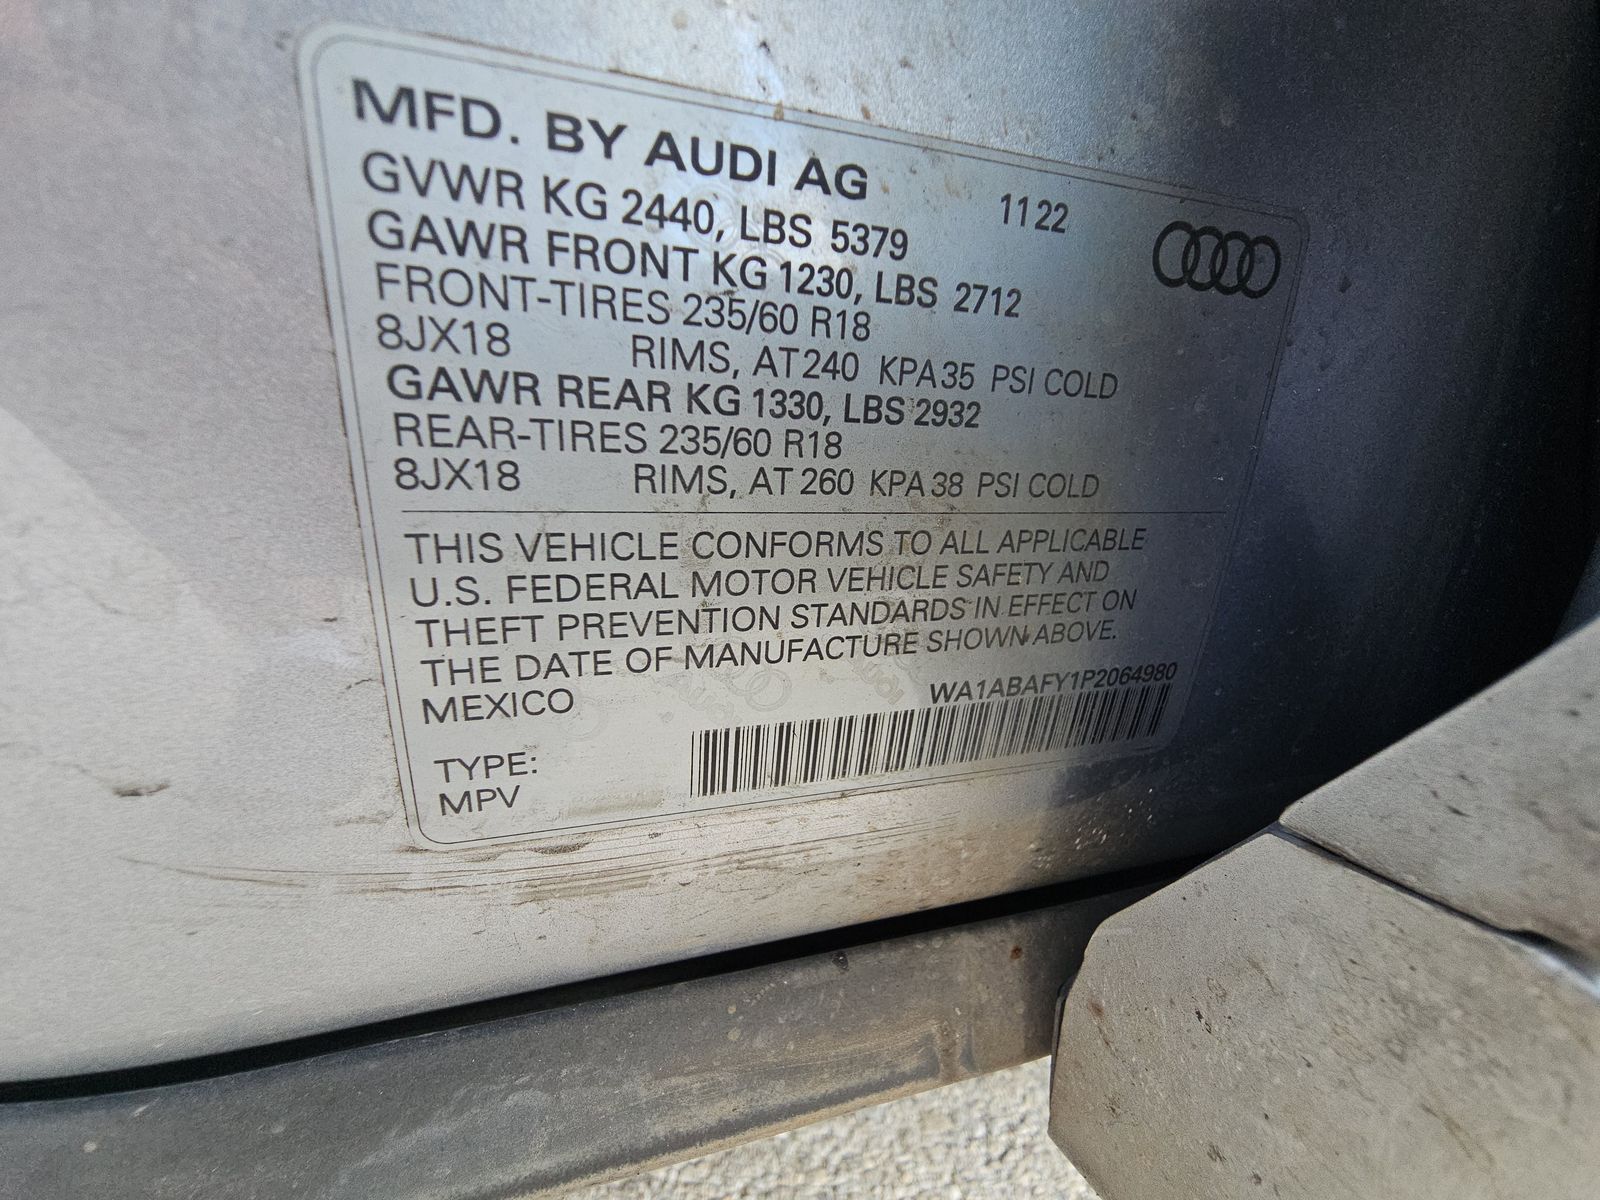 MFD. BY AUDI AG 11 22
GVWR KG 2440, LBS 5379
GAWR FRONT KG 1230, LBS 2712
FRONT-TIRES 235/60 R18
8JX18 RIMS, AT 240 KPA 35 PSI COLD
GAWR REAR KG 1330, LBS 2932
REAR-TIRES 235/60 R18
8JX18 RIMS, AT 260 KPA 38 PSI COLD
THIS VEHICLE CONFORMS TO ALL APPLICABLE
U.S. FEDERAL MOTOR VEHICLE SAFETY AND
THEFT PREVENTION STANDARDS IN EFFECT ON
THE DATE OF MANUFACTURE SHOWN ABOVE.
MEXICO
WA1ABAFY1P2064980
TYPE:
MPV